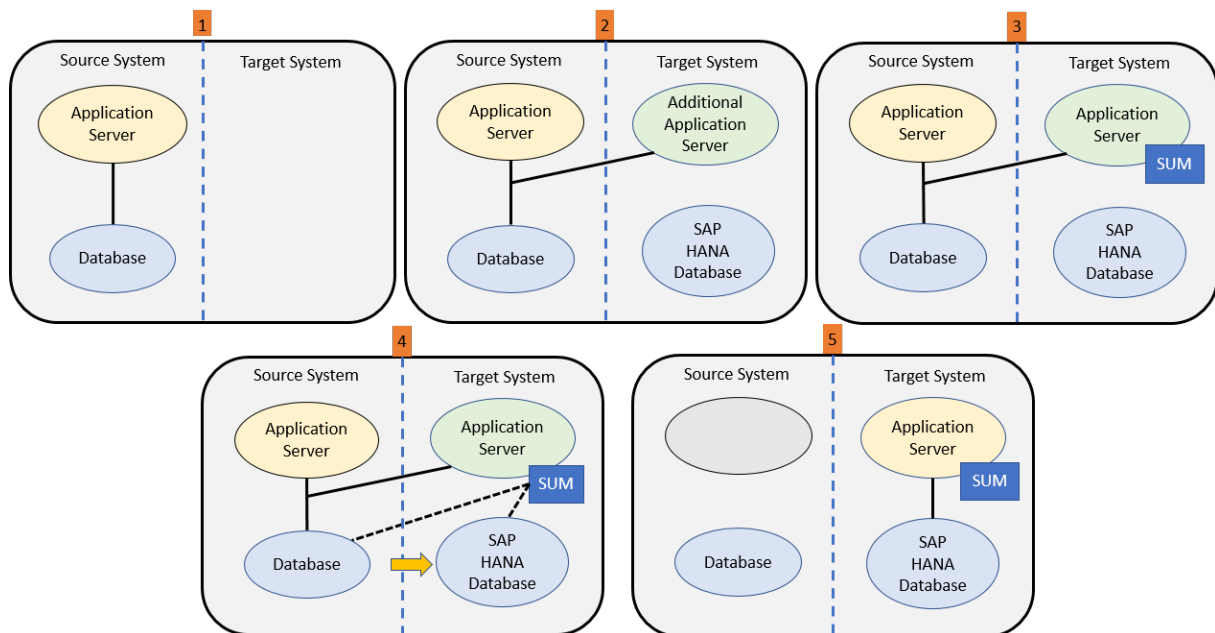 1
Source System
Target System
Application
Server
Database
2
Source System
Target System
Application
Server
Additional
Application
Server
Database
SAP
HANA
Database
3
Source System
Target System
Application
Server
Application
Server
SUM
Database
SAP
HANA
Database
4
Source System
Target System
Application
Server
Application
Server
SUM
Database
SAP
HANA
Database
5
Source System
Target System
Application
Server
SUM
Database
SAP
HANA
Database